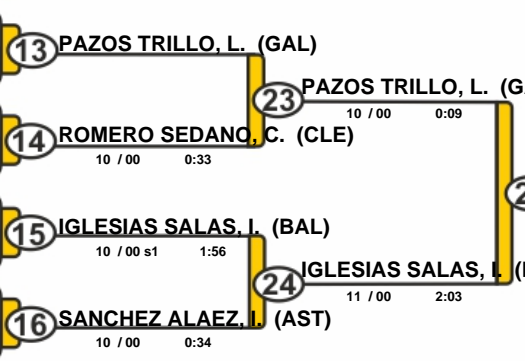 13 PAZOS TRILLO, L. (GAL)
23 PAZOS TRILLO, L.
10 / 00 0:09
14 ROMERO SEDANO, C. (CLE)
10 / 00 0:33
15 IGLESIAS SALAS, I. (BAL)
10 / 00 s1 1:56
24 IGLESIAS SALAS, I.
11 / 00 2:03
16 SANCHEZ ALAEZ, I. (AST)
10 / 00 0:34